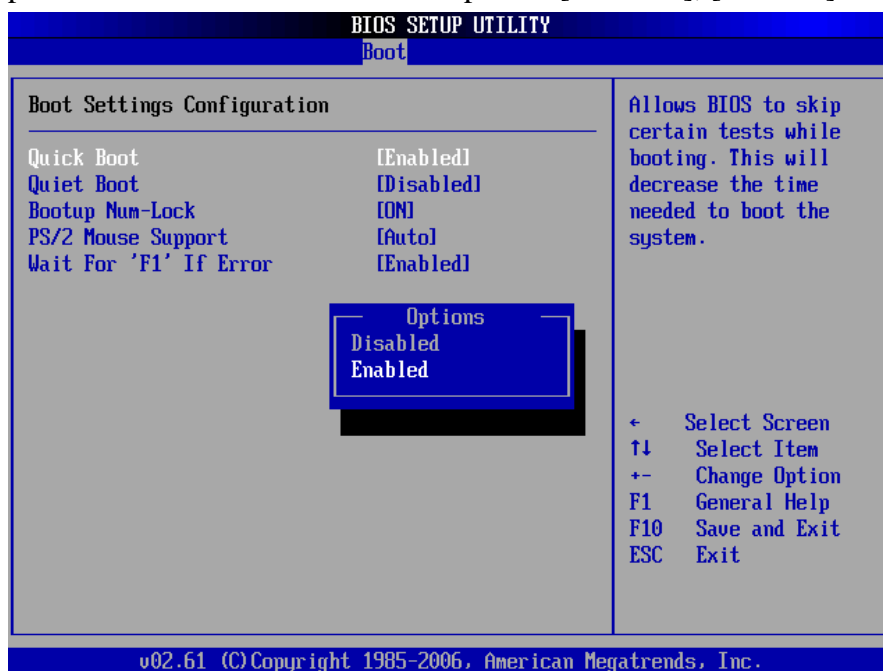 BIOS SETUP UTILITY
Boot
Boot Settings Configuration
Quick Boot [Enabled]
Quiet Boot [Disabled]
Bootup Num-Lock [ON]
PS/2 Mouse Support [Auto]
Wait For 'F1' If Error [Enabled]
Options
Disabled
Enabled
Allows BIOS to skip
certain tests while
booting. This will
decrease the time
needed to boot the
system.
← Select Screen
↑↓ Select Item
+- Change Option
F1 General Help
F10 Save and Exit
ESC Exit
v02.61 (C)Copyright 1985-2006, American Megatrends, Inc.